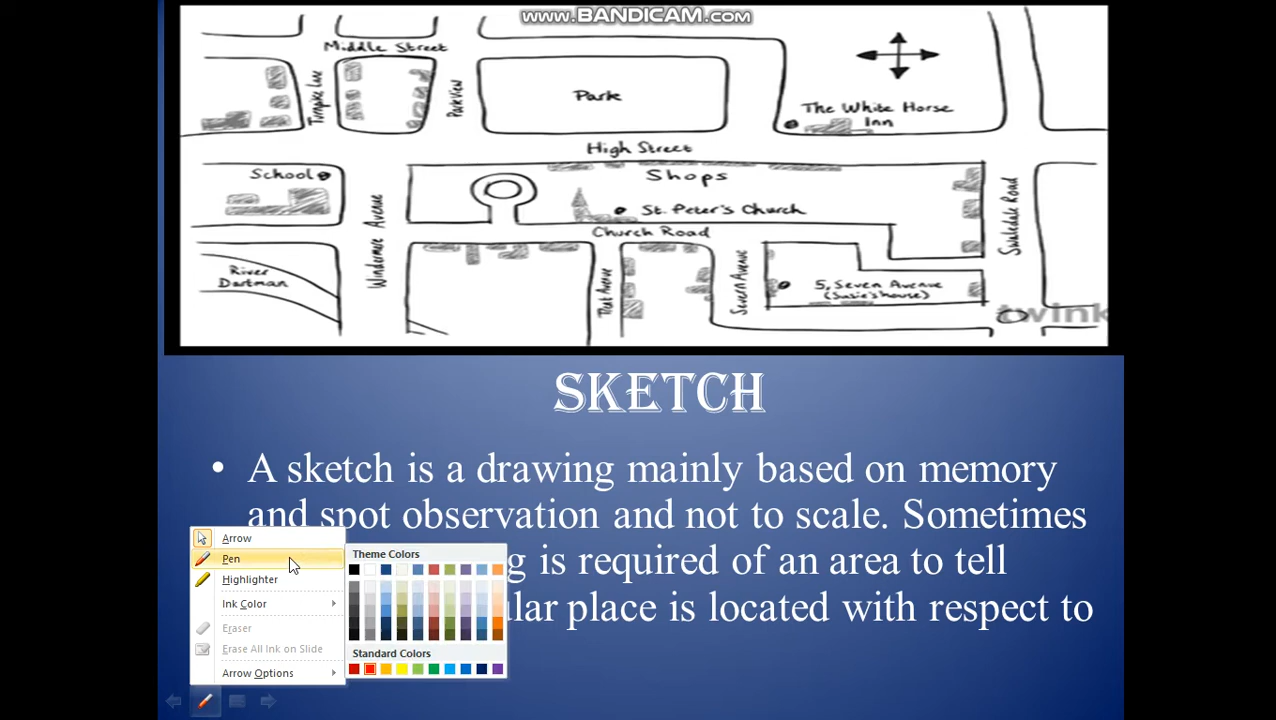 www.BANDICAM.com
Middle Street
Turnpike Lane
Park View
Park
The White Horse
Inn
High Street
School
Shops
St. Peter's Church
Windermere Avenue
Church Road
Swaledale Road
River
Dartman
That Avenue
Severn Avenue
5, Seven Avenue
(Susie's house)
twink
SKETCH
• A sketch is a drawing mainly based on memory
and spot observation and not to scale. Sometimes
is required of an area to tell
place is located with respect to
Arrow
Pen
Highlighter
Ink Color
Eraser
Erase All Ink on Slide
Arrow Options
Theme Colors
Standard Colors